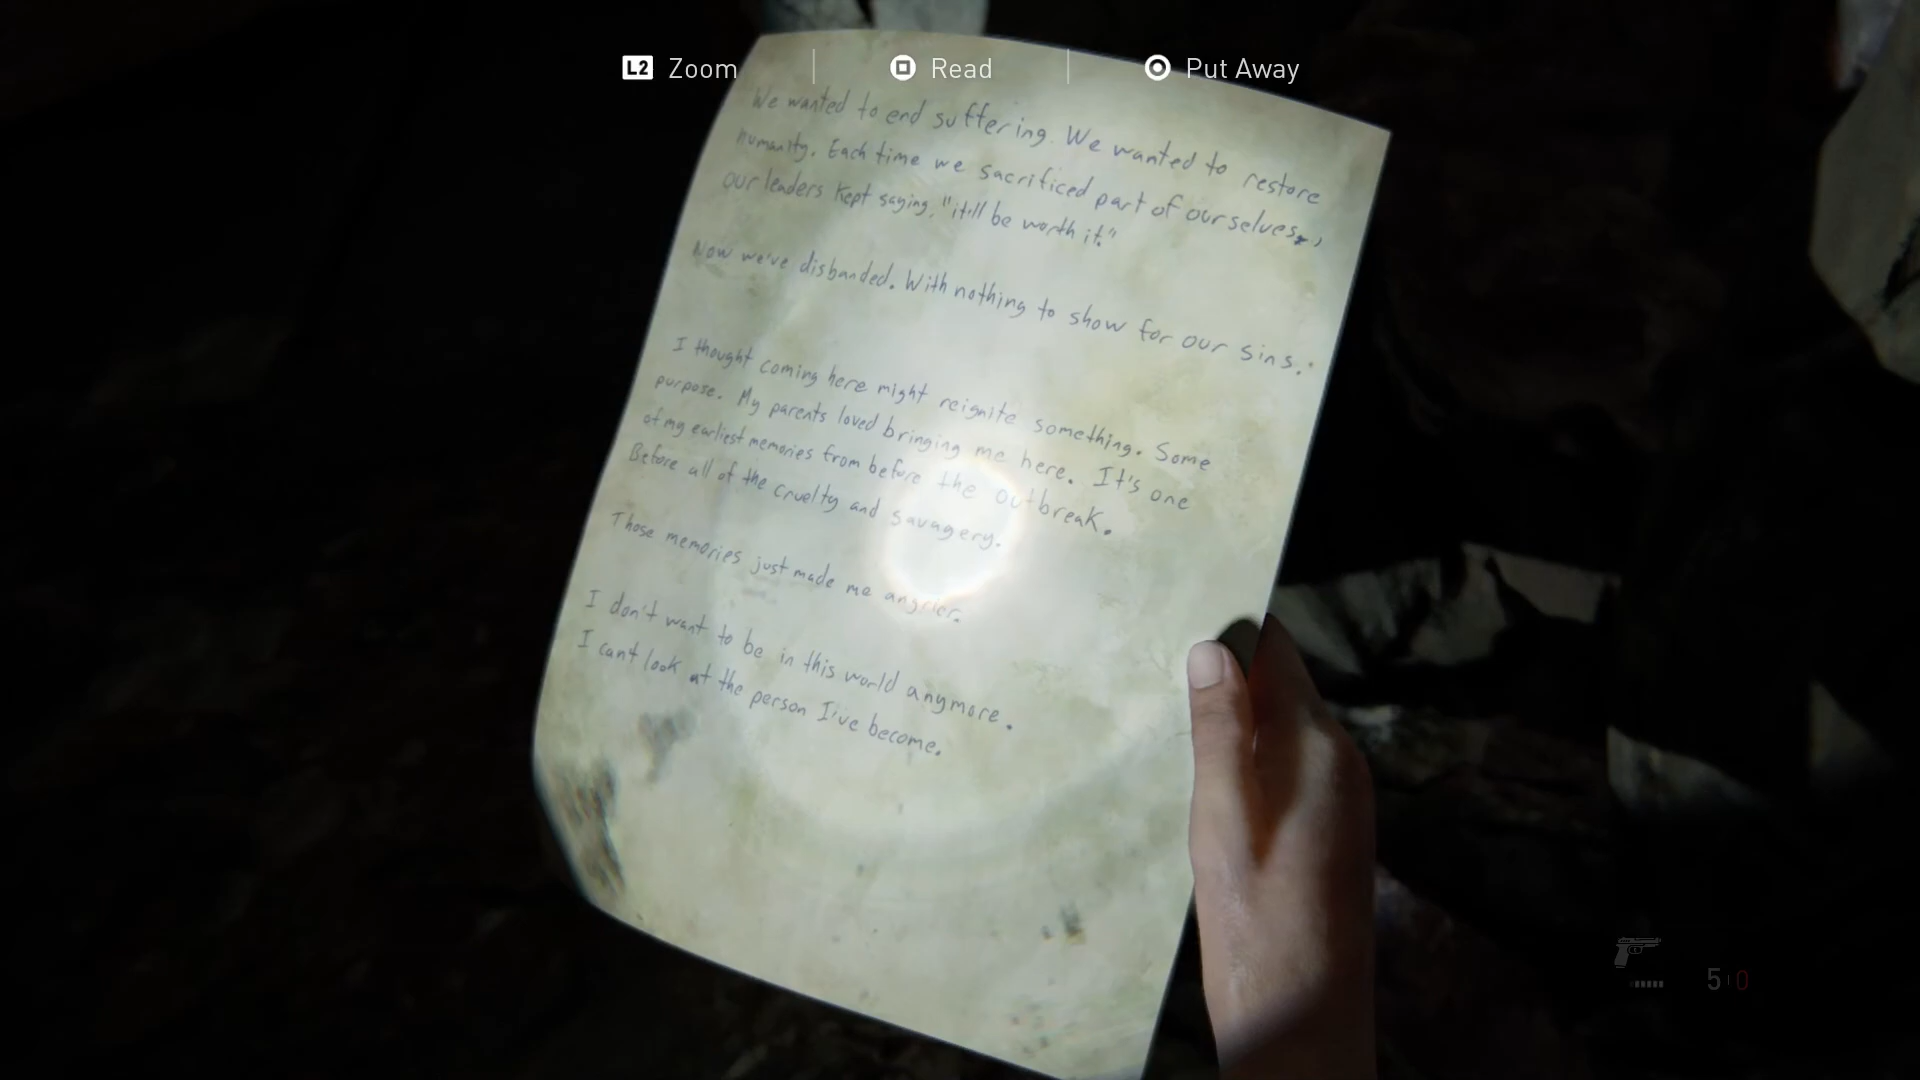 L2 Zoom
Read
Put Away
We wanted to end suffering. We wanted to restore
humanity. Each time we sacrificed part of ourselves,
our leaders kept saying, "it'll be worth it."
Now we've disbanded. With nothing to show for our sins.
I thought coming here might reignite something. Some
purpose. My parents loved bringing me here. It's one
of my earliest memories from before the outbreak.
Before all of the cruelty and savagery.
Those memories just made me angrier.
I don't want to be in this world anymore.
I cant look at the person I've become.
5 0